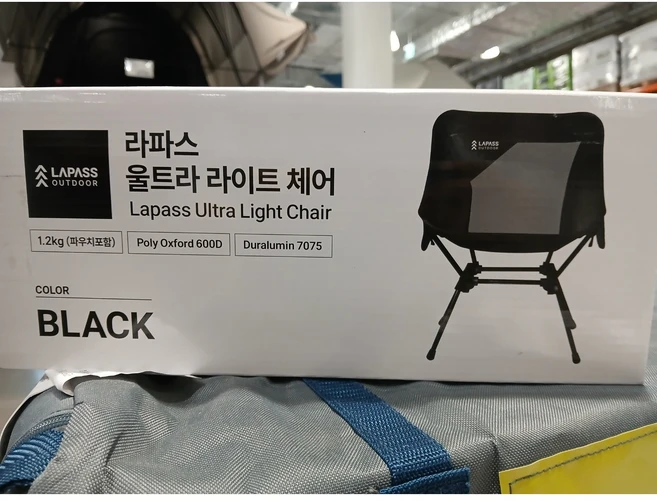 LAPASS
OUTDOOR
라파스
울트라 라이트 체어
Lapass Ultra Light Chair
1.2kg (파우치포함)
Poly Oxford 600D
Duralumin 7075
COLOR
BLACK
LAPASS
OUTDOOR